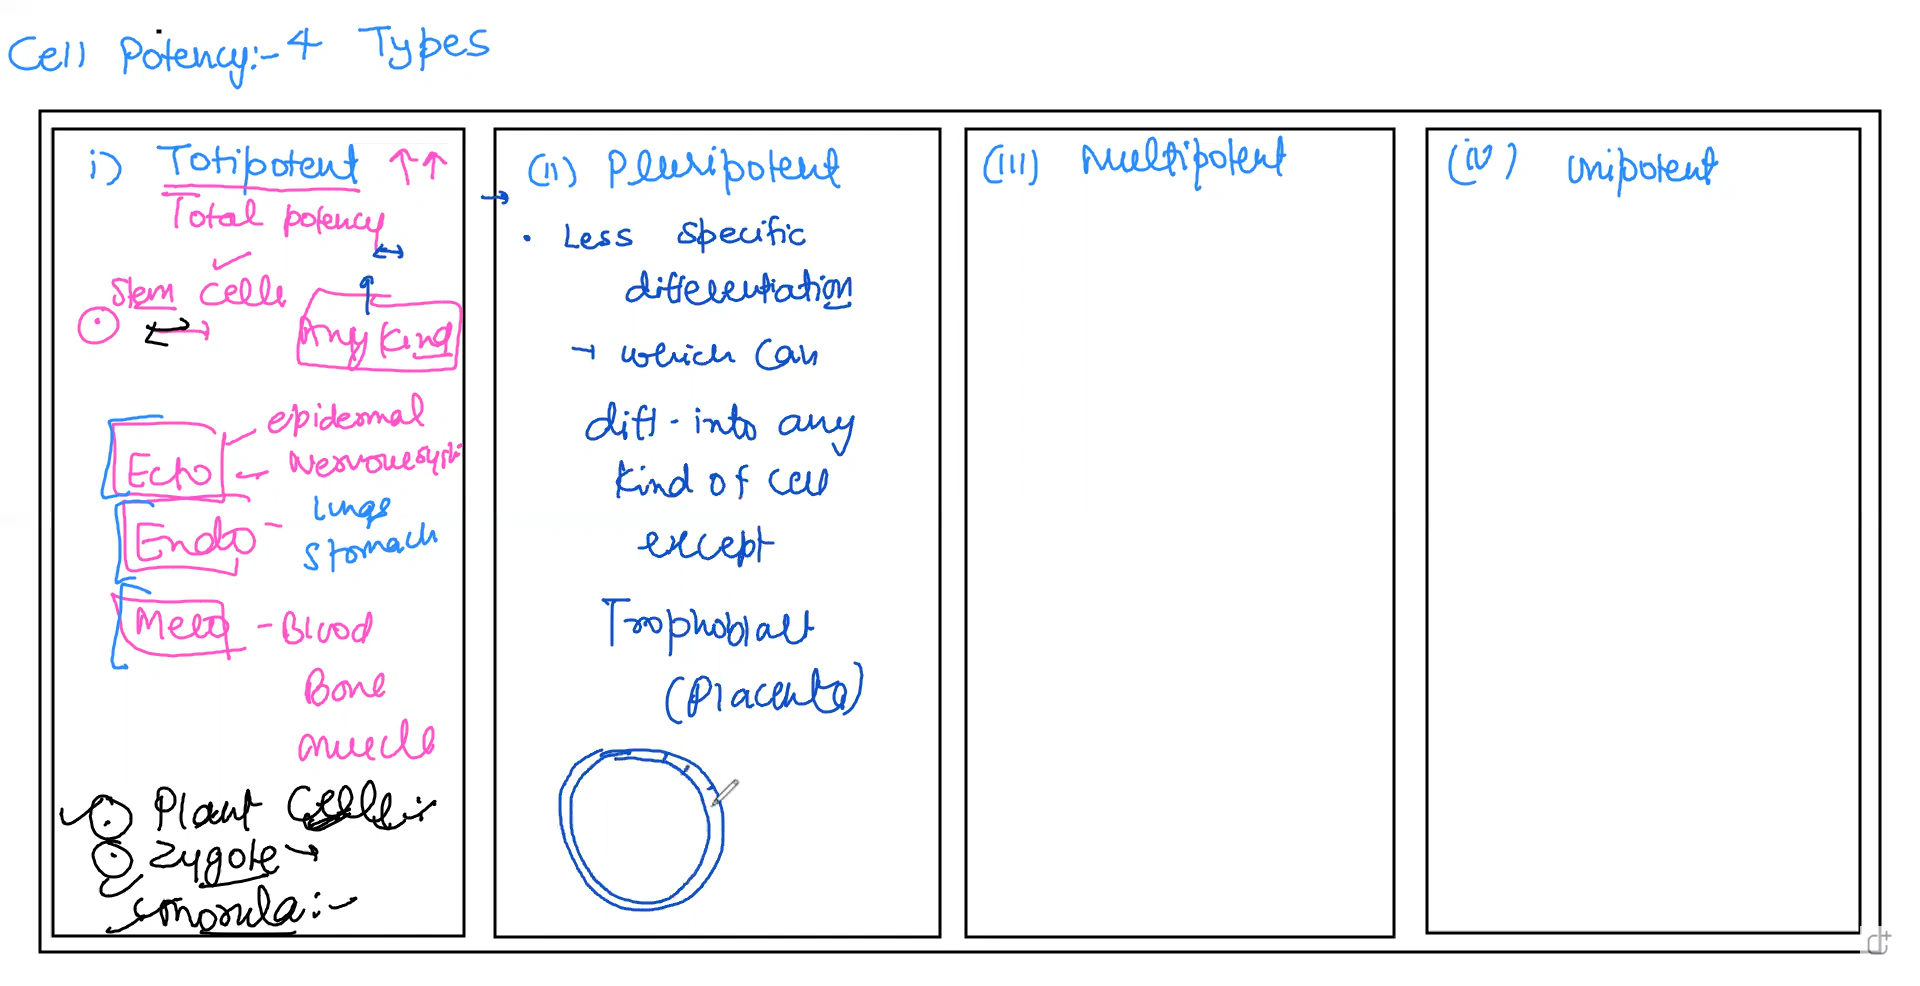 Cell Potency:- 4 Types
i) Totipotent ↑↑
Total potency
Stem Cells
Any Kind
Ecto
epidermal
Nervous syst
Endo
lungs
stomach
Meso - Blood
Bone
muscle
Plant Cells:-
Zygote →
morula:-
(ii) Pluripotent
• Less specific
differentiation
→ which can
diff - into any
kind of cell
except
Trophoblast
(Placenta)
(iii) Multipotent
(iv) Unipotent